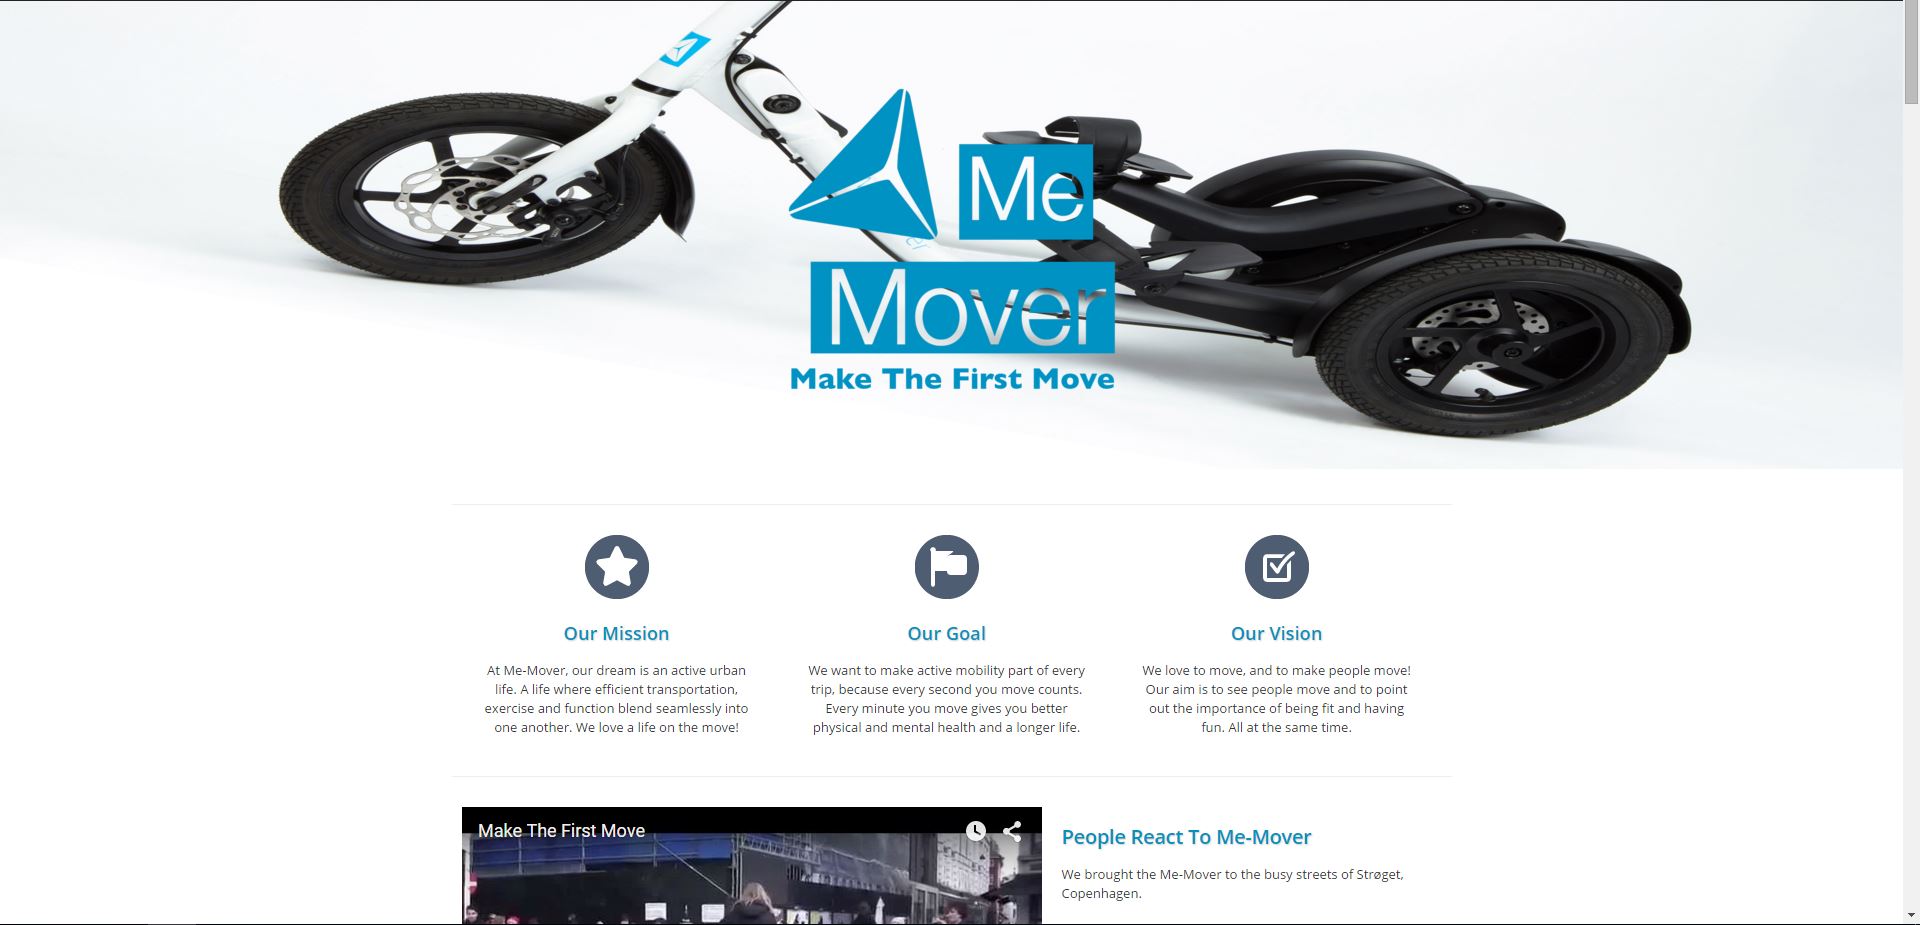 Me
Mover
Make The First Move
Our Mission
At Me-Mover, our dream is an active urban
life. A life where efficient transportation,
exercise and function blend seamlessly into
one another. We love a life on the move!
Our Goal
We want to make active mobility part of every
trip, because every second you move counts.
Every minute you move gives you better
physical and mental health and a longer life.
Our Vision
We love to move, and to make people move!
Our aim is to see people move and to point
out the importance of being fit and having
fun. All at the same time.
Make The First Move
People React To Me-Mover
We brought the Me-Mover to the busy streets of Strøget,
Copenhagen.